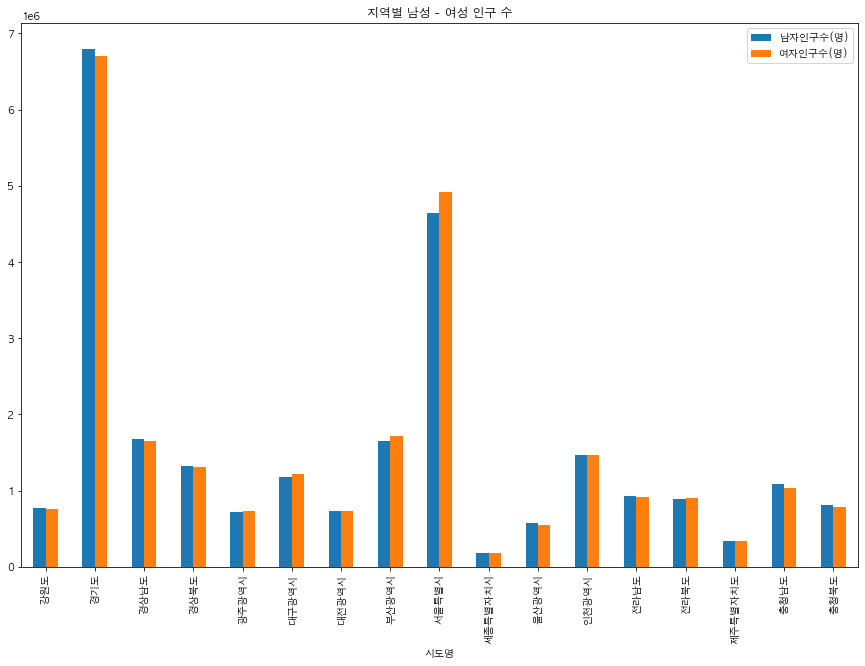 지역별 남성 - 여성 인구 수
1e6
남자인구수(명)
여자인구수(명)
7
6
5
4
3
2
1
0
강원도
경기도
경상남도
경상북도
광주광역시
대구광역시
대전광역시
부산광역시
서울특별시
세종특별자치시
울산광역시
인천광역시
전라남도
전라북도
제주특별자치도
충청남도
충청북도
시도명